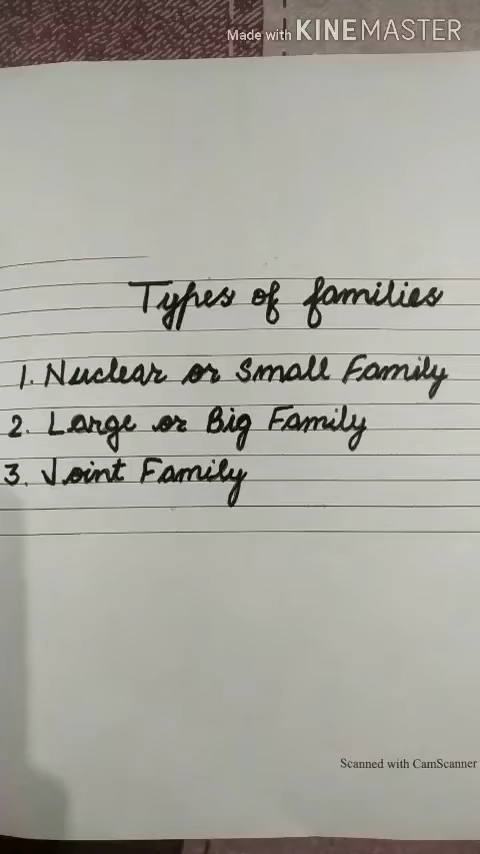 Made with KINEMASTER
Types of families
1. Nuclear or Small Family
2. Large or Big Family
3. Joint Family
Scanned with CamScanner